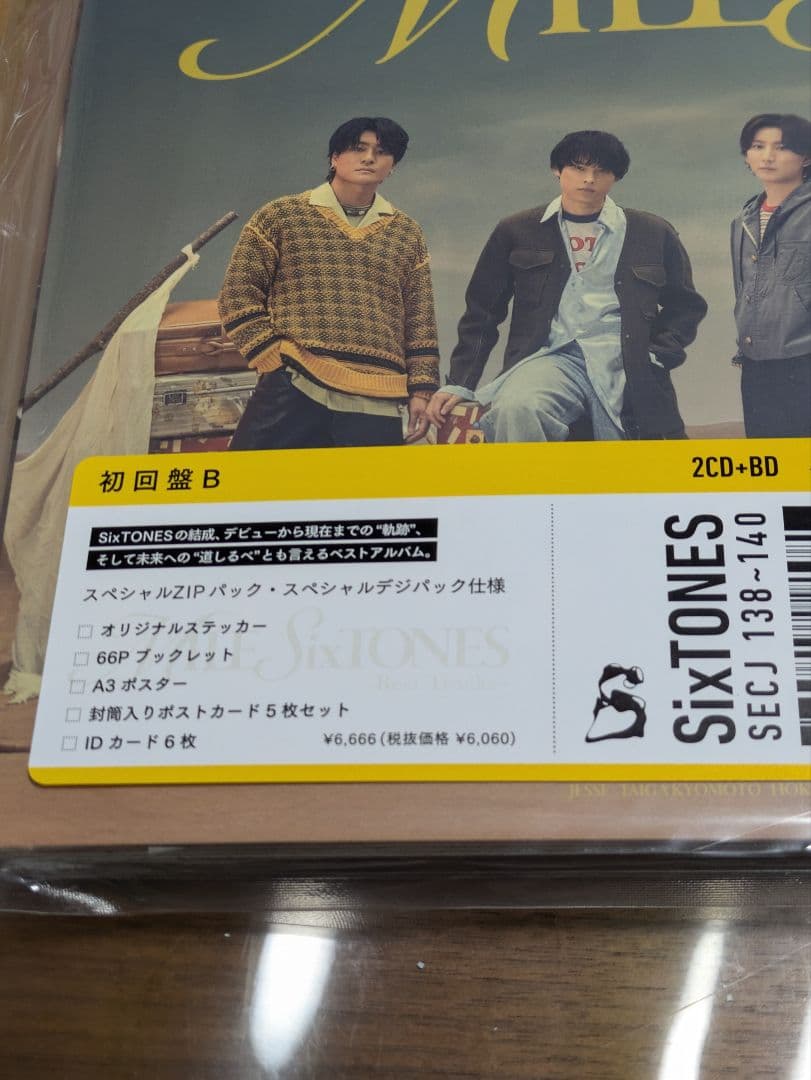 初回盤B
2CD+BD
SixTONESの結成、デビューから現在までの“軌跡”、
そして未来への“道しるべ”とも言えるベストアルバム。
スペシャルZIPパック・スペシャルデジパック仕様
MILE SixTONES
□ オリジナルステッカー
□ 66P ブックレット
□ A3 ポスター
□ 封筒入りポストカード5枚セット
□ IDカード6枚
¥6,666(税抜価格 ¥6,060)
SixTONES
SECJ 138~140
JESSE TAIGA KYOMOTO HOK